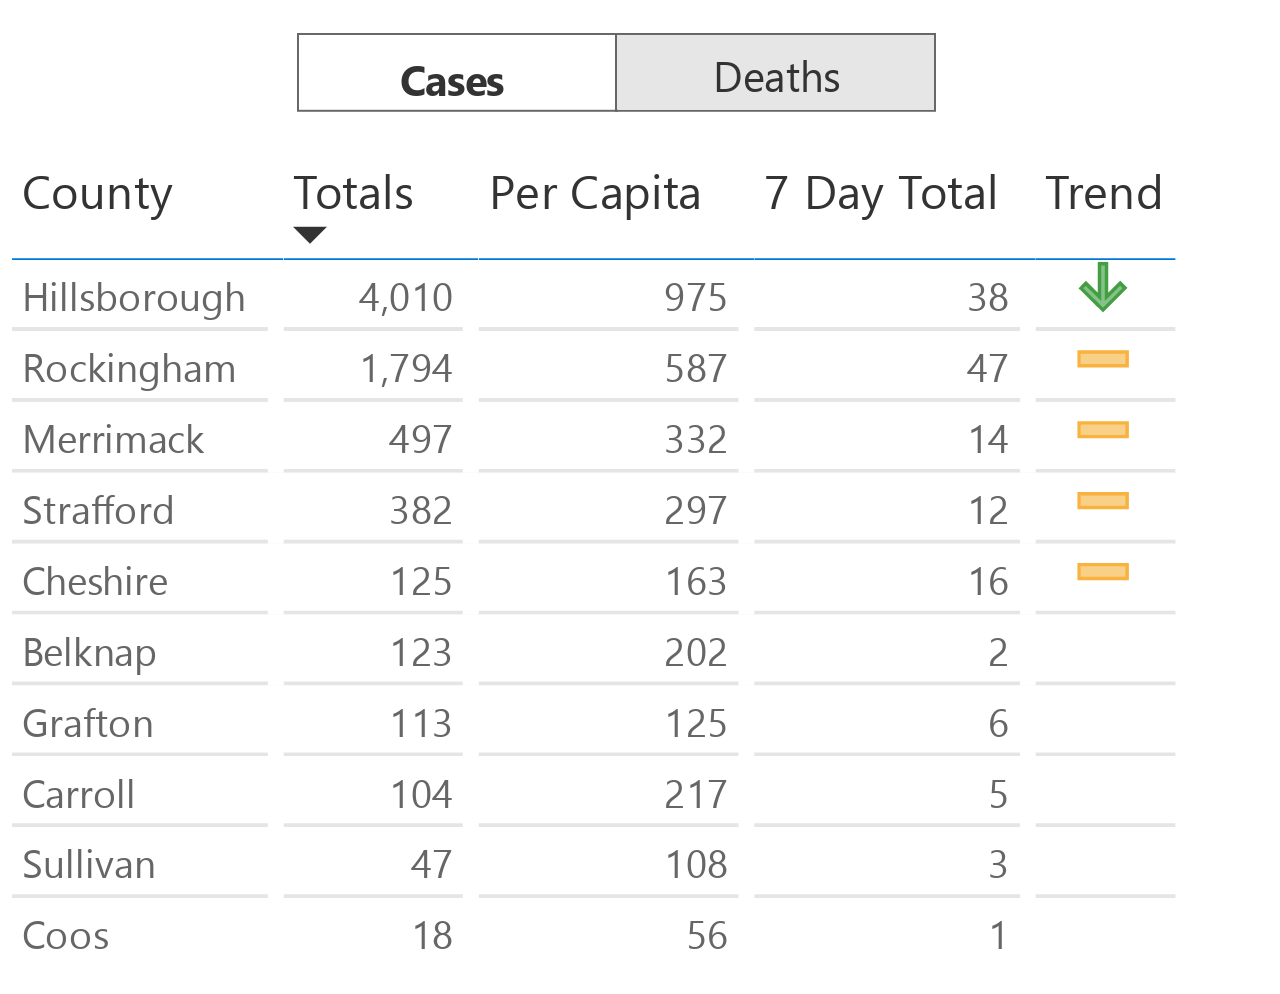 Cases Deaths
County Totals Per Capita 7 Day Total Trend
Hillsborough 4,010 975 38
Rockingham 1,794 587 47
Merrimack 497 332 14
Strafford 382 297 12
Cheshire 125 163 16
Belknap 123 202 2
Grafton 113 125 6
Carroll 104 217 5
Sullivan 47 108 3
Coos 18 56 1